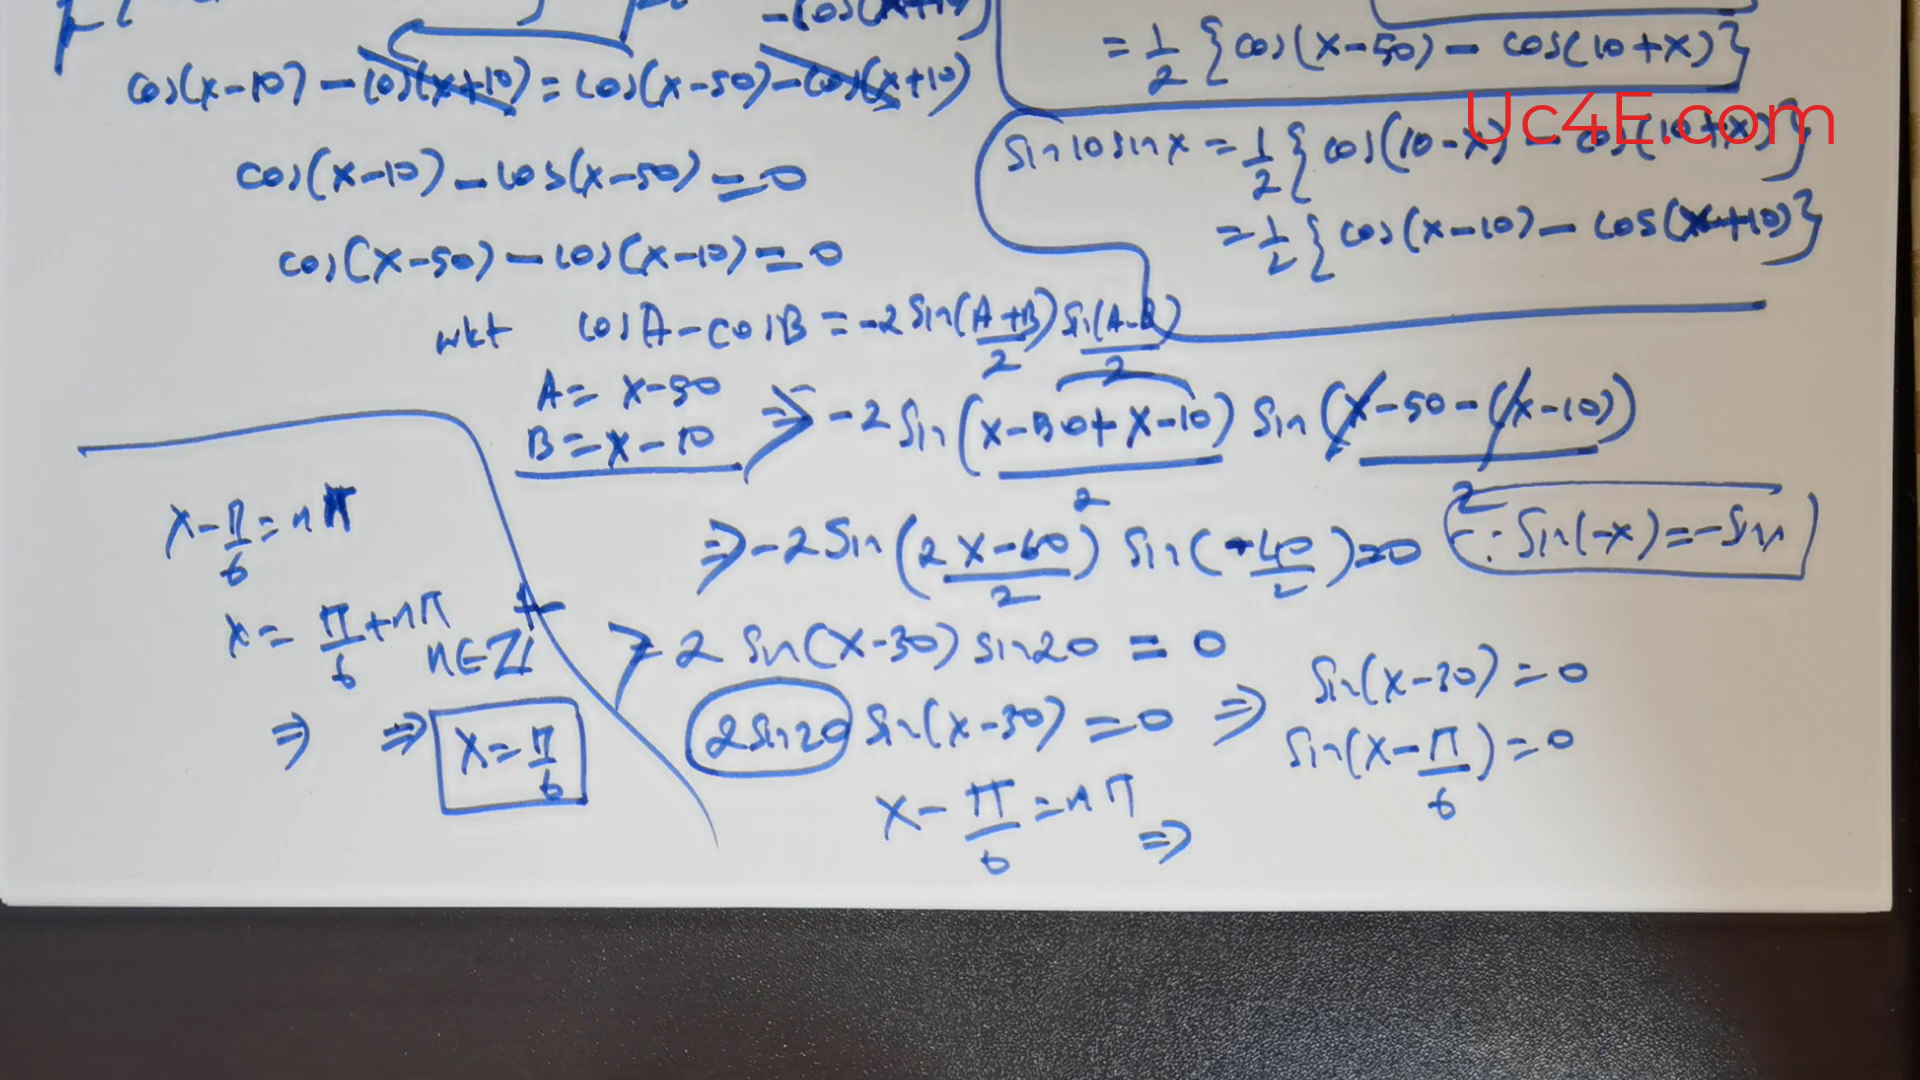 -cos(x+10)
cos(x-10) - cos(x+10) = cos(x-50) - cos(x+10)
cos(x-10) - cos(x-50) = 0
cos(x-50) - cos(x-10) = 0
wkt cosA - cosB = -2 sin(A+B)/2 sin(A-B)/2
A = x-50
B = x-10
⇒ -2 sin(x-50+x-10)/2 sin(x-50-(x-10))/2
⇒ -2 sin(2x-60/2) sin(-40/2) = 0
∵ sin(-x) = -sin
2 sin(x-30) sin20 = 0
2sin20 sin(x-30) = 0 ⇒
sin(x-30) = 0
sin(x-π/6) = 0
x - π/6 = nπ ⇒
x - π/6 = nπ
x = π/6 + nπ
n∈Z+
⇒ ⇒ x = π/6
= 1/2 {cos(x-50) - cos(10+x)}
Uc4E.com
sin10sinx = 1/2 {cos(10-x) - cos(10+x)}
= 1/2 {cos(x-10) - cos(x+10)}